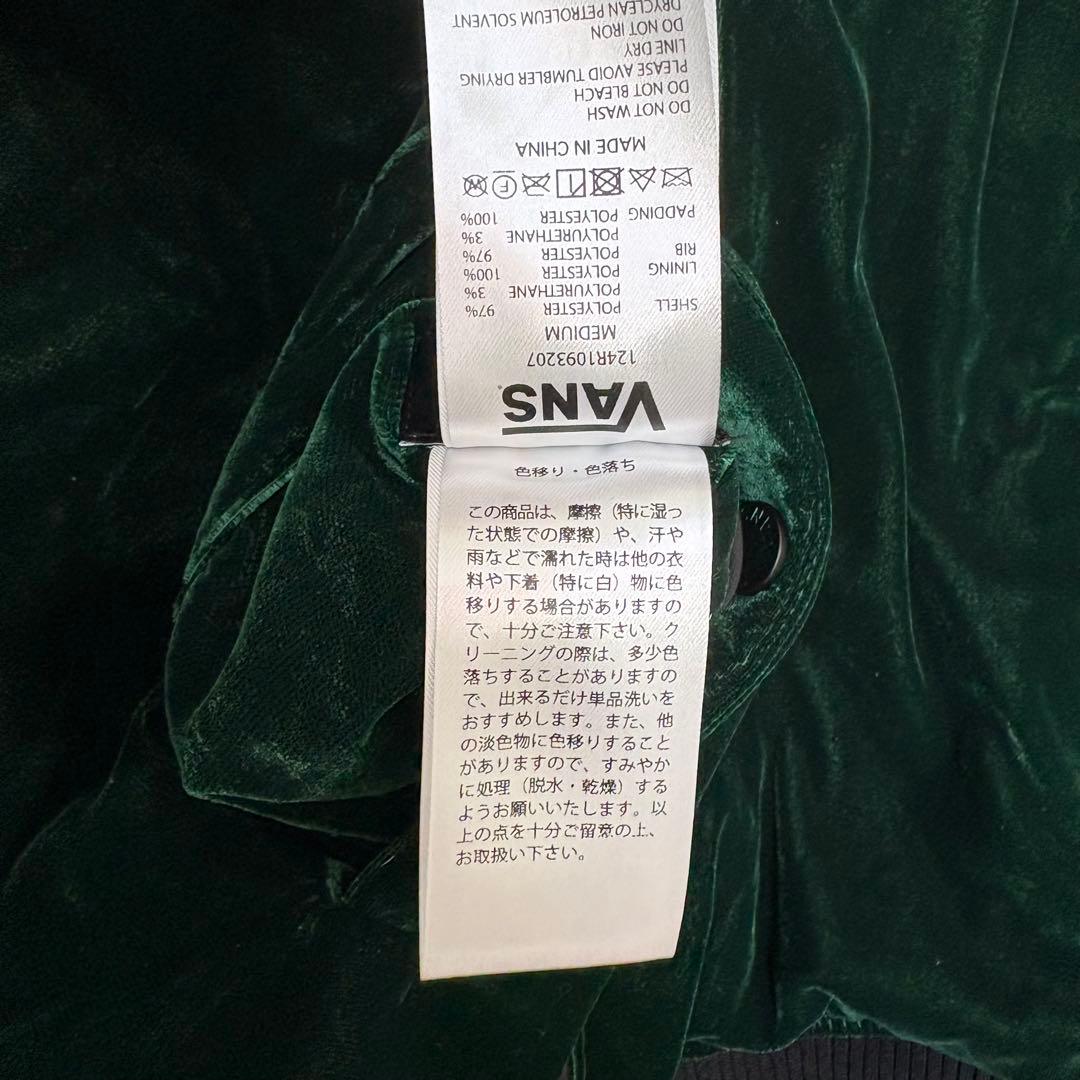 VANS
124R1093207
MEDIUM
SHELL POLYESTER 97%
POLYURETHANE 3%
LINING POLYESTER 100%
RIB POLYESTER 97%
POLYURETHANE 3%
PADDING POLYESTER 100%
F
W
MADE IN CHINA
DO NOT WASH
DO NOT BLEACH
PLEASE AVOID TUMBLER DRYING
LINE DRY
DO NOT IRON
DRYCLEAN PETROLEUM SOLVENT
色移り・色落ち
この商品は、摩擦（特に湿っ
た状態での摩擦）や、汗や
雨などで濡れた時は他の衣
料や下着（特に白）物に色
移りする場合がありますの
で、十分ご注意下さい。ク
リーニングの際は、多少色
落ちすることがありますの
で、出来るだけ単品洗いを
おすすめします。また、他
の淡色物に色移りすること
がありますので、すみやか
に処理（脱水・乾燥）する
ようお願いいたします。以
上の点を十分ご留意の上、
お取扱い下さい。